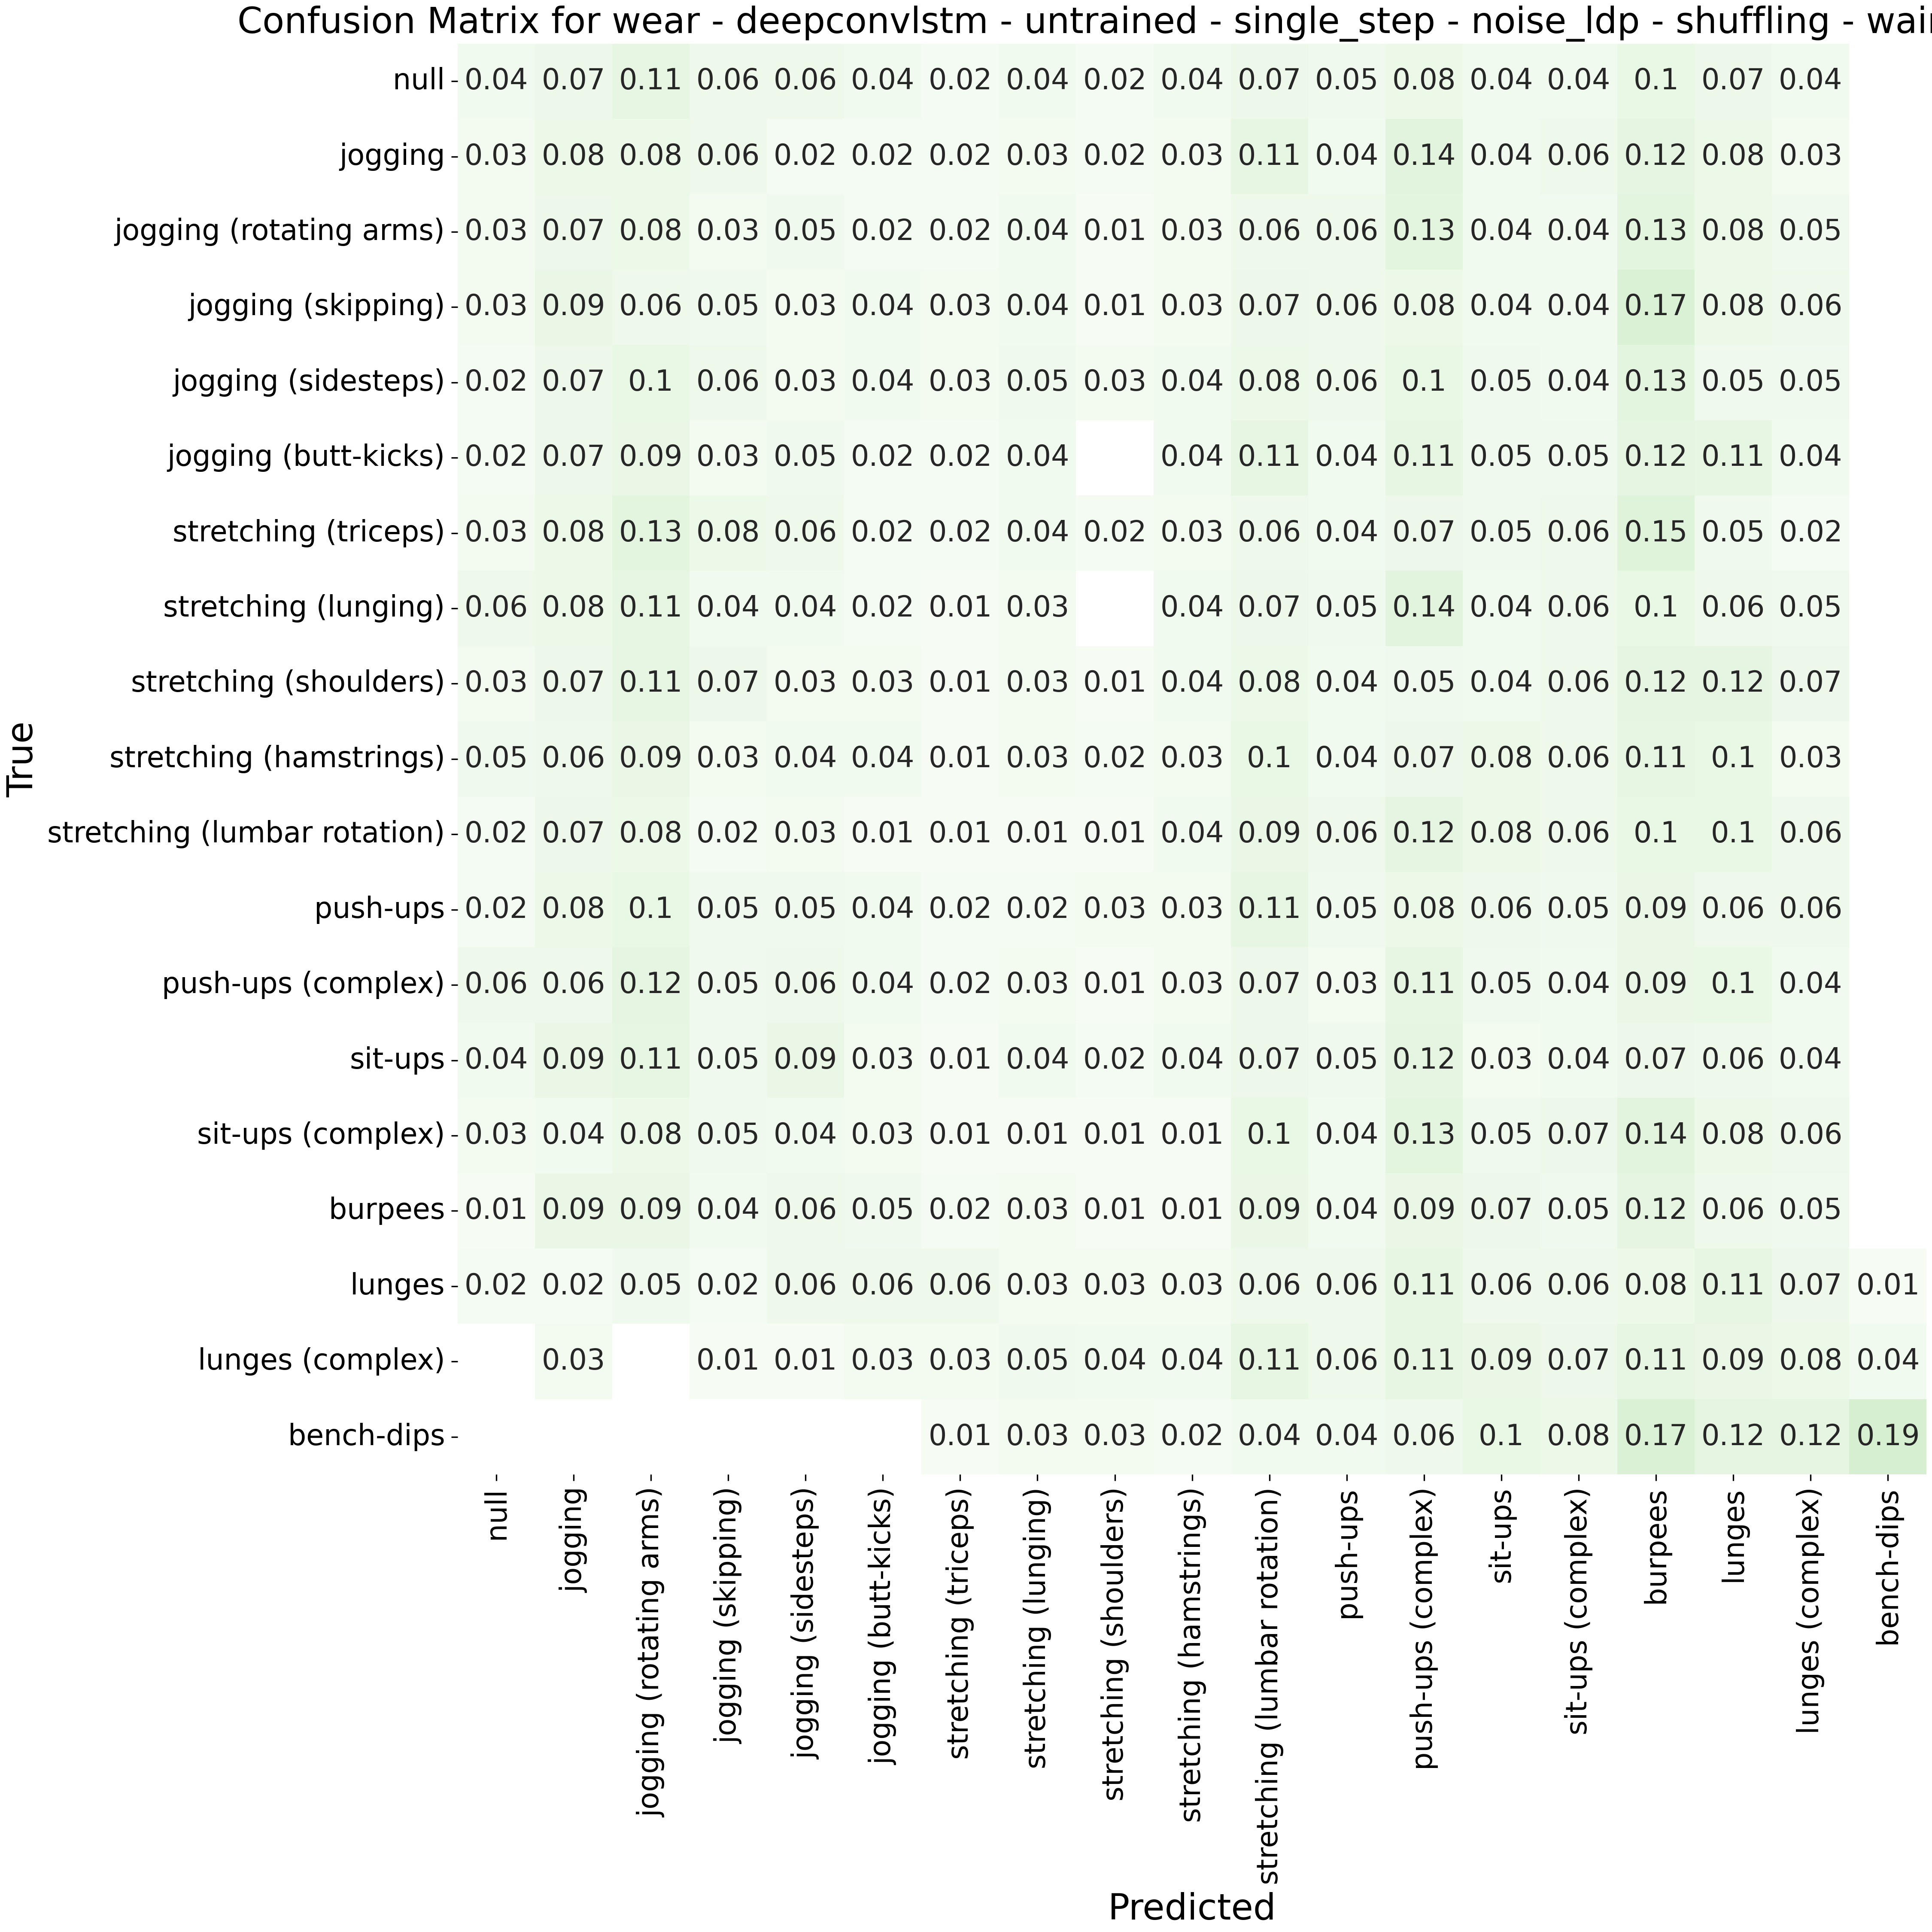 Confusion Matrix for wear - deepconvlstm - untrained - single_step - noise_ldp - shuffling -
True
null 0.04 0.07 0.11 0.06 0.06 0.04 0.02 0.04 0.02 0.04 0.07 0.05 0.08 0.04 0.04 0.1 0.07 0.04
jogging 0.03 0.08 0.08 0.06 0.02 0.02 0.02 0.03 0.02 0.03 0.11 0.04 0.14 0.04 0.06 0.12 0.08 0.03
jogging (rotating arms) 0.03 0.07 0.08 0.03 0.05 0.02 0.02 0.04 0.01 0.03 0.06 0.06 0.13 0.04 0.04 0.13 0.08 0.05
jogging (skipping) 0.03 0.09 0.06 0.05 0.03 0.04 0.03 0.04 0.01 0.03 0.07 0.06 0.08 0.04 0.04 0.17 0.08 0.06
jogging (sidesteps) 0.02 0.07 0.1 0.06 0.03 0.04 0.03 0.05 0.03 0.04 0.08 0.06 0.1 0.05 0.04 0.13 0.05 0.05
jogging (butt-kicks) 0.02 0.07 0.09 0.03 0.05 0.02 0.02 0.04 0.04 0.11 0.04 0.11 0.05 0.05 0.12 0.11 0.04
stretching (triceps) 0.03 0.08 0.13 0.08 0.06 0.02 0.02 0.04 0.02 0.03 0.06 0.04 0.07 0.05 0.06 0.15 0.05 0.02
stretching (lunging) 0.06 0.08 0.11 0.04 0.04 0.02 0.01 0.03 0.04 0.07 0.05 0.14 0.04 0.06 0.1 0.06 0.05
stretching (shoulders) 0.03 0.07 0.11 0.07 0.03 0.03 0.01 0.03 0.01 0.04 0.08 0.04 0.05 0.04 0.06 0.12 0.12 0.07
stretching (hamstrings) 0.05 0.06 0.09 0.03 0.04 0.04 0.01 0.03 0.02 0.03 0.1 0.04 0.07 0.08 0.06 0.11 0.1 0.03
stretching (lumbar rotation) 0.02 0.07 0.08 0.02 0.03 0.01 0.01 0.01 0.01 0.04 0.09 0.06 0.12 0.08 0.06 0.1 0.1 0.06
push-ups 0.02 0.08 0.1 0.05 0.05 0.04 0.02 0.02 0.03 0.03 0.11 0.05 0.08 0.06 0.05 0.09 0.06 0.06
push-ups (complex) 0.06 0.06 0.12 0.05 0.06 0.04 0.02 0.03 0.01 0.03 0.07 0.03 0.11 0.05 0.04 0.09 0.1 0.04
sit-ups 0.04 0.09 0.11 0.05 0.09 0.03 0.01 0.04 0.02 0.04 0.07 0.05 0.12 0.03 0.04 0.07 0.06 0.04
sit-ups (complex) 0.03 0.04 0.08 0.05 0.04 0.03 0.01 0.01 0.01 0.01 0.1 0.04 0.13 0.05 0.07 0.14 0.08 0.06
burpees 0.01 0.09 0.09 0.04 0.06 0.05 0.02 0.03 0.01 0.01 0.09 0.04 0.09 0.07 0.05 0.12 0.06 0.05
lunges 0.02 0.02 0.05 0.02 0.06 0.06 0.06 0.03 0.03 0.03 0.06 0.06 0.11 0.06 0.06 0.08 0.11 0.07 0.01
lunges (complex) 0.03 0.01 0.01 0.03 0.03 0.05 0.04 0.04 0.11 0.06 0.11 0.09 0.07 0.11 0.09 0.08 0.04
bench-dips 0.01 0.03 0.03 0.02 0.04 0.04 0.06 0.1 0.08 0.17 0.12 0.12 0.19
null
jogging
jogging (rotating arms)
jogging (skipping)
jogging (sidesteps)
jogging (butt-kicks)
stretching (triceps)
stretching (lunging)
stretching (shoulders)
stretching (hamstrings)
stretching (lumbar rotation)
push-ups
push-ups (complex)
sit-ups
sit-ups (complex)
burpees
lunges
lunges (complex)
bench-dips
Predicted